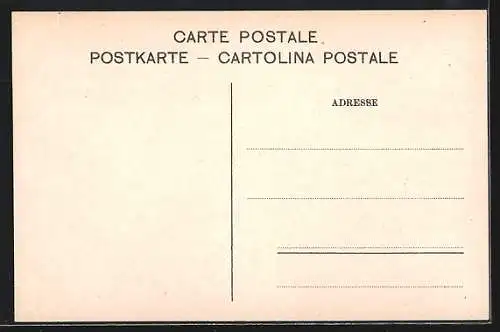 CARTE POSTALE
POSTKARTE — CARTOLINA POSTALE
ADRESSE